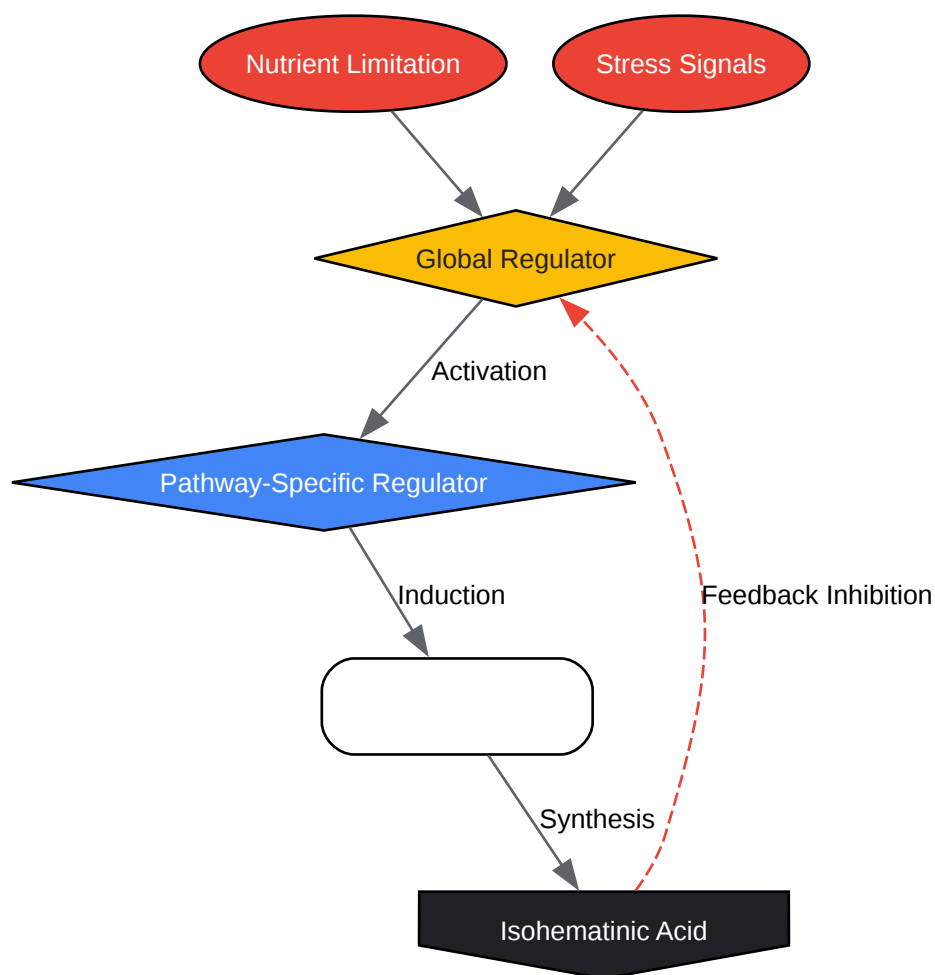 Nutrient Limitation
Stress Signals
Global Regulator
Activation
Pathway-Specific Regulator
Induction
Feedback Inhibition
Synthesis
Isohematinic Acid